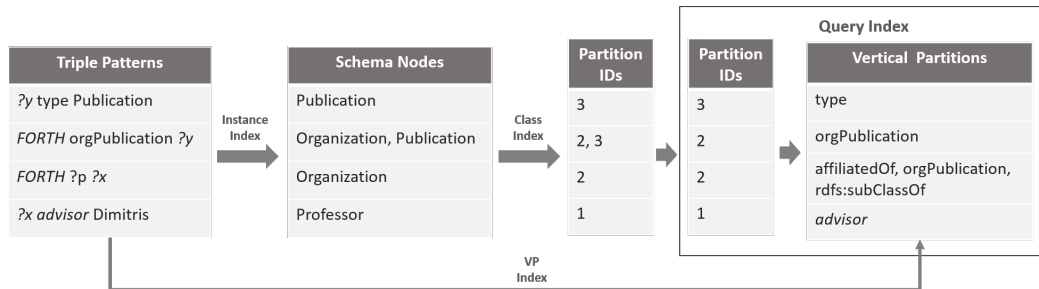 Query Index
Triple Patterns
?y type Publication
FORTH orgPublication ?y
FORTH ?p ?x
?x advisor Dimitris
Instance
Index
Schema Nodes
Publication
Organization, Publication
Organization
Professor
Class
Index
Partition
IDs
3
2, 3
2
1
Partition
IDs
3
2
2
1
Vertical Partitions
type
orgPublication
affiliatedOf, orgPublication,
rdfs:subClassOf
advisor
VP
Index